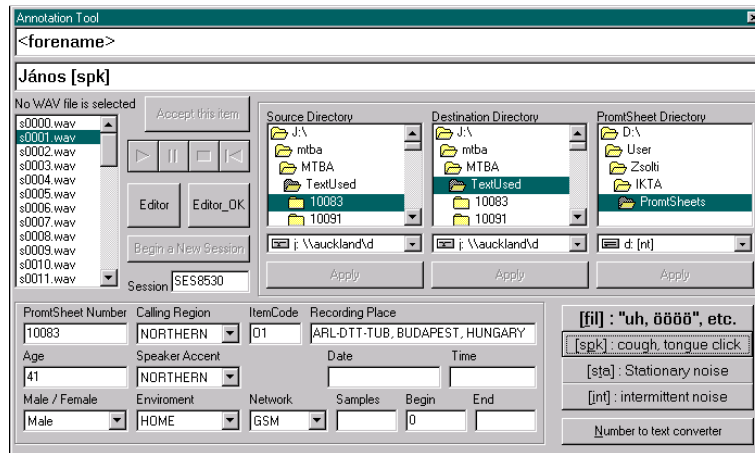 Annotation Tool
<forename>
János [spk]
No WAV file is selected
Accept this item
s0000.wav
s0001.wav
s0002.wav
s0003.wav
s0004.wav
s0005.wav
s0006.wav
s0007.wav
s0008.wav
s0009.wav
s0010.wav
s0011.wav
Editor
Editor_OK
Begin a New Session
Session
SES8530
Source Directory
J:\
mtba
MTBA
TextUsed
10083
10091
j: \\auckland\d
Apply
Destination Directory
J:\
mtba
MTBA
TextUsed
10083
10091
j: \\auckland\d
Apply
PromtSheet Driectory
D:\
User
Zsolti
IKTA
PromtSheets
d: [nt]
Apply
PromtSheet Number Calling Region ItemCode Recording Place
10083 NORTHERN 01 ARL-DTT-TUB, BUDAPEST, HUNGARY
Age Speaker Accent Date Time
41 NORTHERN
Male / Female Enviroment Network Samples Begin End
Male HOME GSM 0
[fil] : "uh, öööö", etc.
[spk] : cough, tongue click
[sta] : Stationary noise
[int] : intermittent noise
Number to text converter